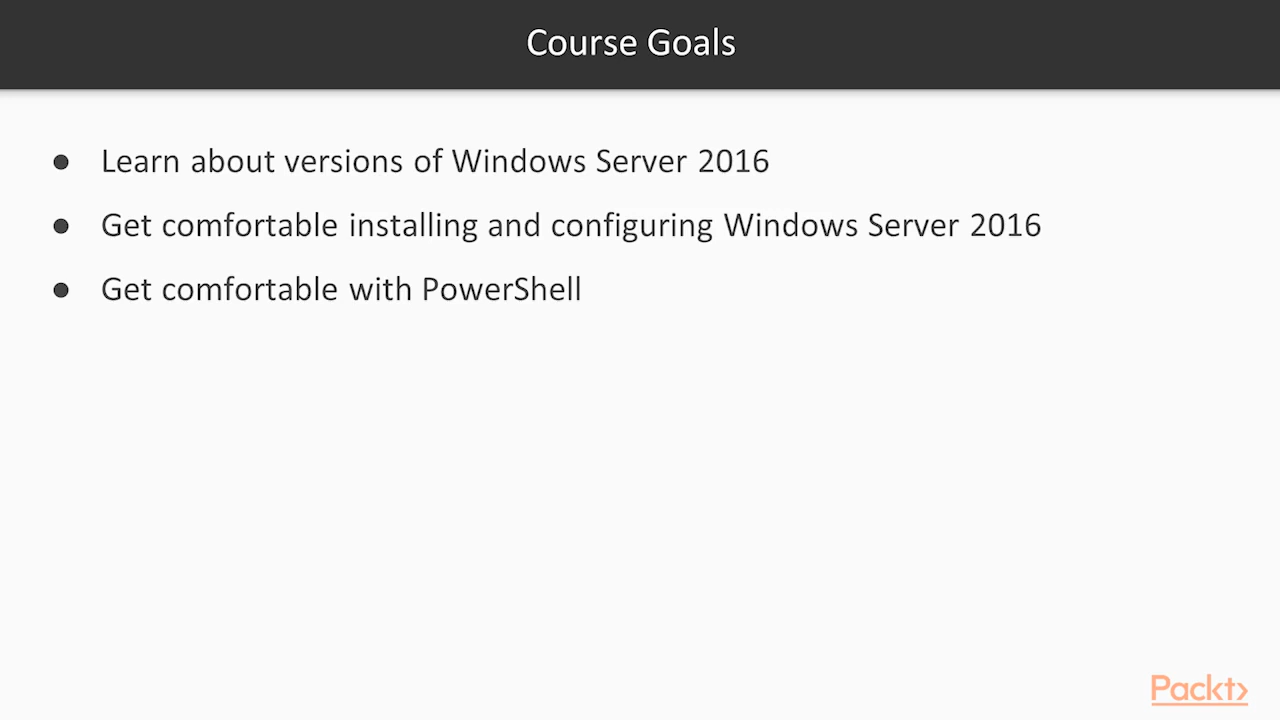 Course Goals
● Learn about versions of Windows Server 2016
● Get comfortable installing and configuring Windows Server 2016
● Get comfortable with PowerShell
Packt>